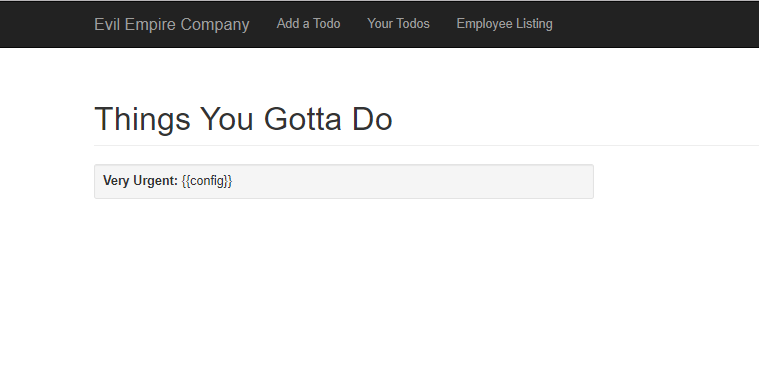 Evil Empire Company Add a Todo Your Todos Employee Listing
Things You Gotta Do
Very Urgent: {{config}}